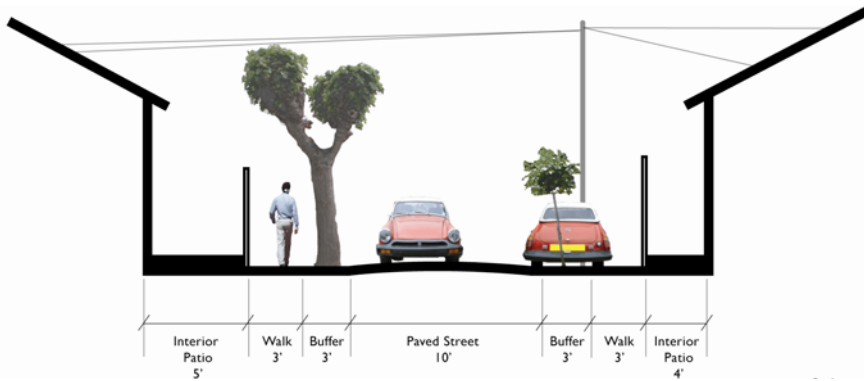 Interior Walk Buffer Paved Street Buffer Walk Interior
Patio 3' 3' 10' 3' 3' Patio
5' 4'